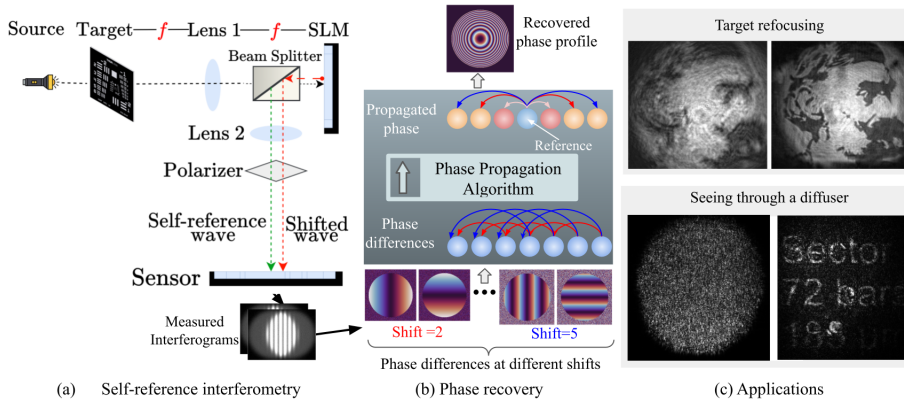 Source Target f Lens 1 f SLM
Beam Splitter
Lens 2
Polarizer
Self-reference
wave
Shifted
wave
Sensor
Measured
Interferograms
(a) Self-reference interferometry
Recovered
phase profile
Propagated
phase
Reference
Phase Propagation
Algorithm
Phase
differences
Shift =2
Shift=5
Phase differences at different shifts
(b) Phase recovery
Target refocusing
Seeing through a diffuser
Sector
72 bars
(c) Applications